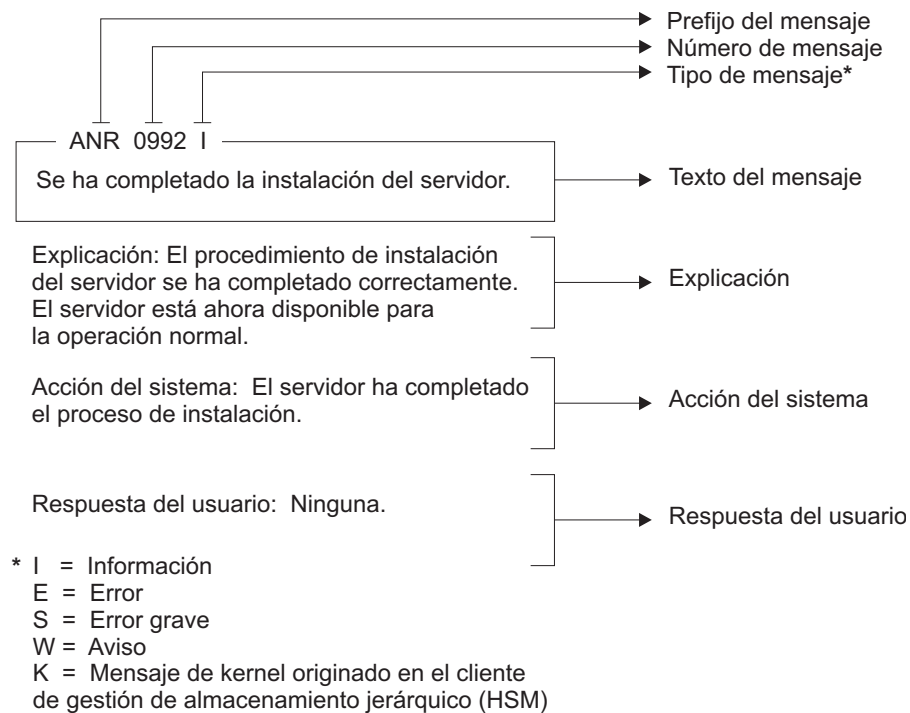 Prefijo del mensaje
Número de mensaje
Tipo de mensaje*
ANR 0992 I
Se ha completado la instalación del servidor.
Texto del mensaje
Explicación: El procedimiento de instalación
del servidor se ha completado correctamente.
El servidor está ahora disponible para
la operación normal.
Explicación
Acción del sistema: El servidor ha completado
el proceso de instalación.
Acción del sistema
Respuesta del usuario: Ninguna.
Respuesta del usuario
* I = Información
E = Error
S = Error grave
W = Aviso
K = Mensaje de kernel originado en el cliente
de gestión de almacenamiento jerárquico (HSM)